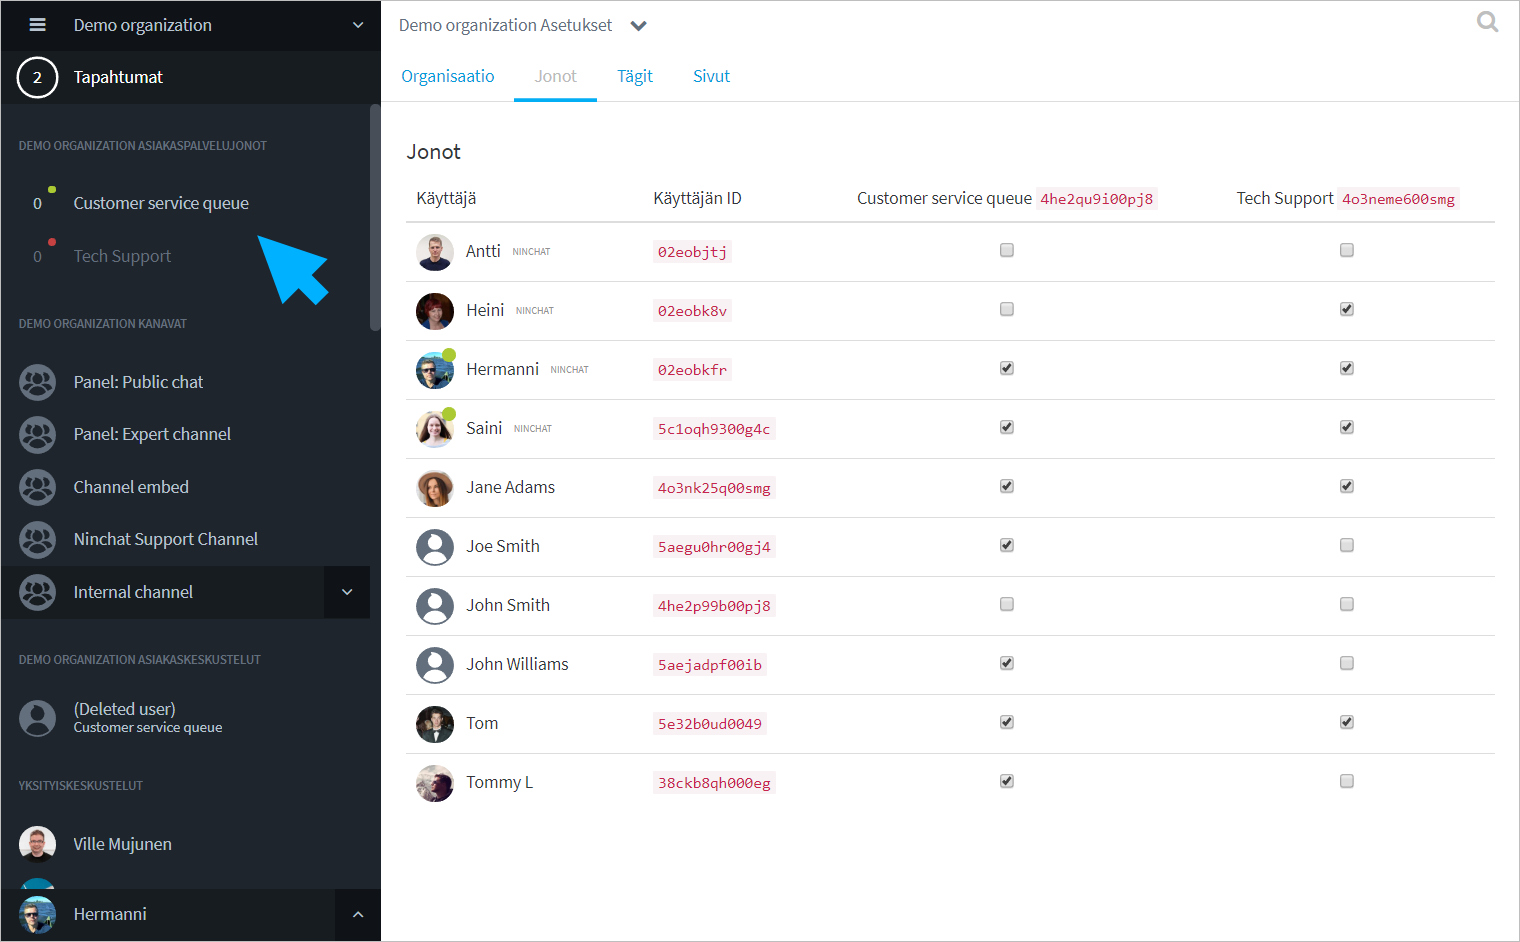 Demo organization
2 Tapahtumat
DEMO ORGANIZATION ASIAKASPALVELUJONOT
0 Customer service queue
0 Tech Support
DEMO ORGANIZATION KANAVAT
Panel: Public chat
Panel: Expert channel
Channel embed
Ninchat Support Channel
Internal channel
DEMO ORGANIZATION ASIAKASKESKUSTELUT
(Deleted user)
Customer service queue
YKSITYISKESKUSTELUT
Ville Mujunen
Hermanni
Demo organization Asetukset
Organisaatio Jonot Tägit Sivut
Jonot
Käyttäjä Käyttäjän ID Customer service queue 4he2qu9i00pj8 Tech Support 4o3neme600smg
Antti NINCHAT 02eobjtj
Heini NINCHAT 02eobk8v
Hermanni NINCHAT 02eobkfr
Saini NINCHAT 5c1oqh9300g4c
Jane Adams 4o3nk25q00smg
Joe Smith 5aegu0hr00gj4
John Smith 4he2p99b00pj8
John Williams 5aejadpf00ib
Tom 5e32b0ud0049
Tommy L 38ckb8qh000eg